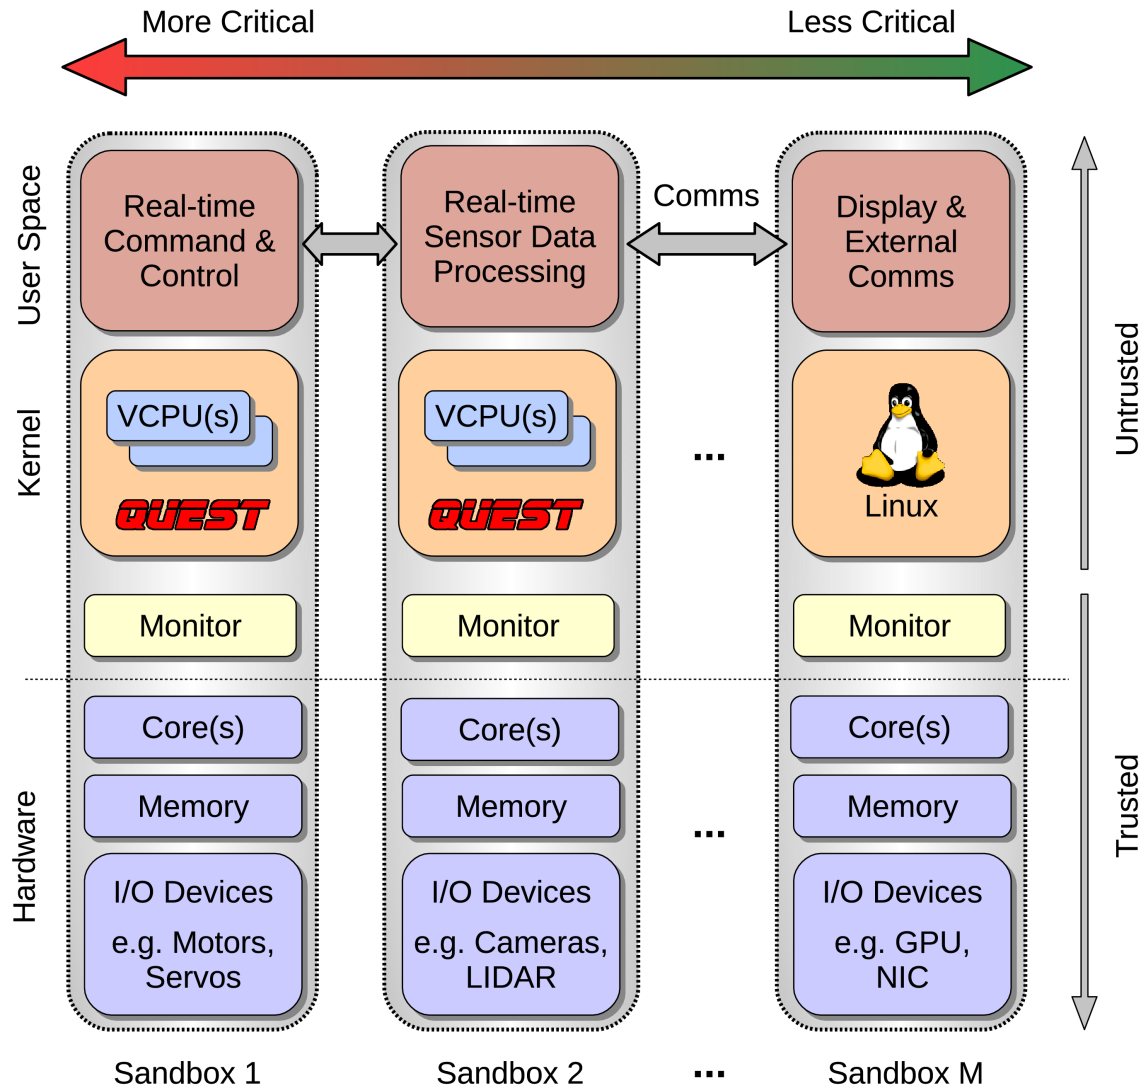 More Critical
Less Critical
User Space
Real-time
Command &
Control
Real-time
Sensor Data
Processing
Comms
Display &
External
Comms
Untrusted
Kernel
VCPU(s)
QUEST
VCPU(s)
QUEST
...
Linux
Monitor
Monitor
Monitor
Trusted
Hardware
Core(s)
Core(s)
Core(s)
Memory
Memory
...
Memory
I/O Devices
e.g. Motors,
Servos
I/O Devices
e.g. Cameras,
LIDAR
I/O Devices
e.g. GPU,
NIC
Sandbox 1
Sandbox 2
...
Sandbox M